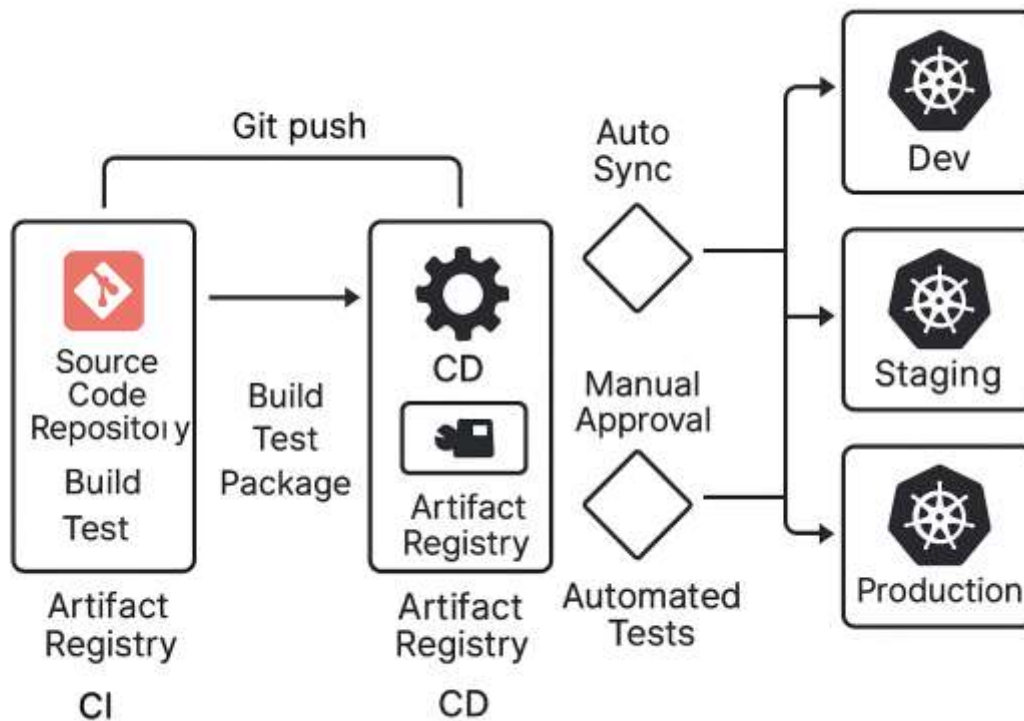 Git push
Source
Code
Repository
Build
Test
Artifact
Registry
CI
Build
Test
Package
CD
Artifact
Registry
Artifact
Registry
CD
Auto
Sync
Manual
Approval
Automated
Tests
Dev
Staging
Production